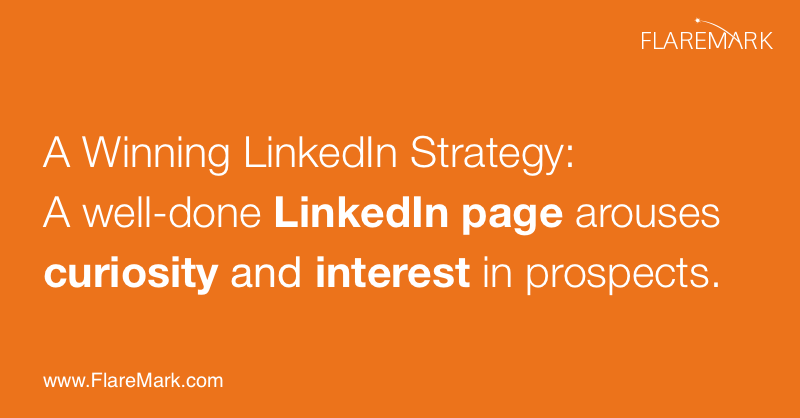 FLAREMARK
A Winning LinkedIn Strategy:
A well-done LinkedIn page arouses
curiosity and interest in prospects.
www.FlareMark.com